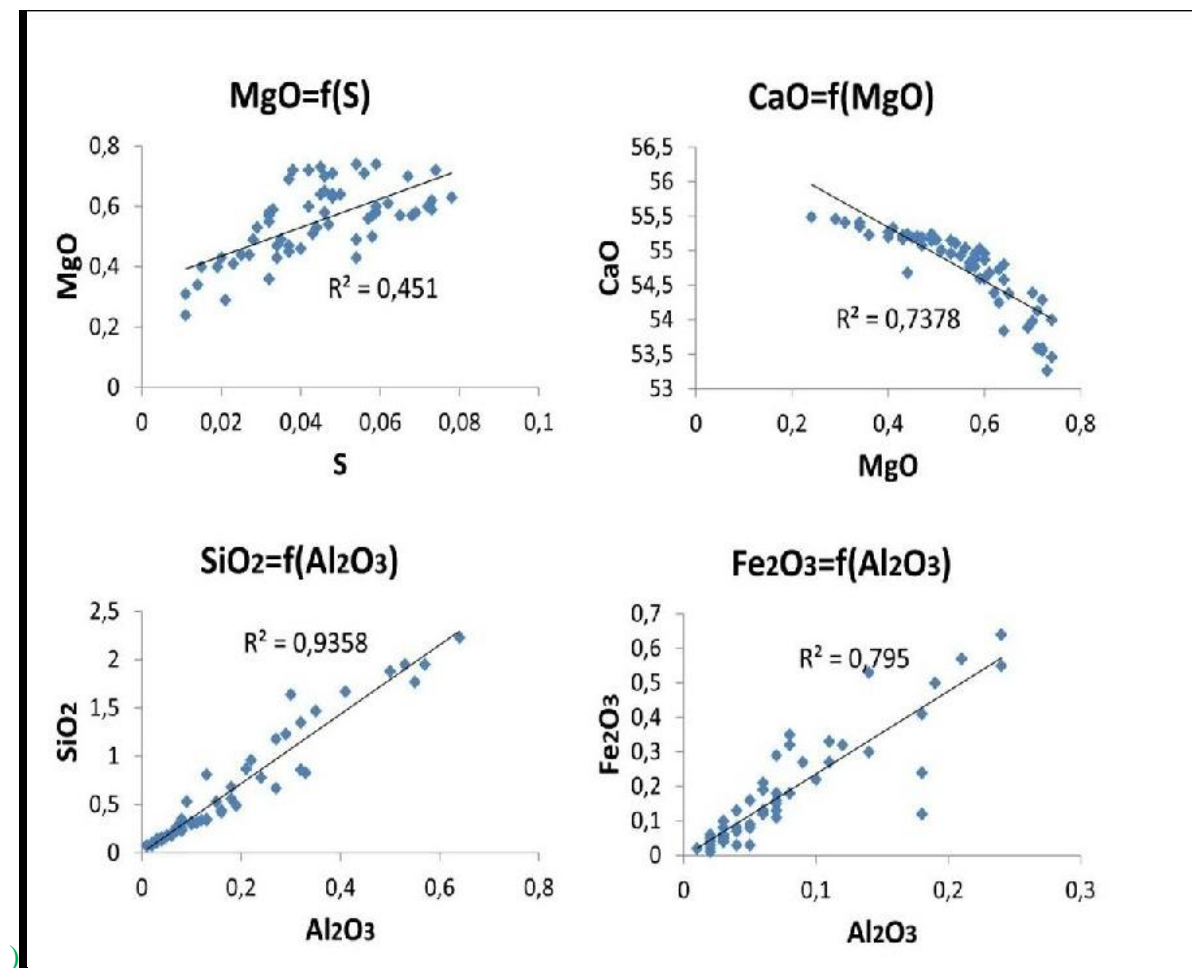 MgO=f(S)
0,8
0,6
0,4
0,2
0
MgO
R² = 0,451
0 0,02 0,04 0,06 0,08 0,1
S
CaO=f(MgO)
56,5
56
55,5
55
54,5
54
53,5
53
CaO
R² = 0,7378
0 0,2 0,4 0,6 0,8
MgO
SiO2=f(Al2O3)
2,5
2
1,5
1
0,5
0
SiO2
R² = 0,9358
0 0,2 0,4 0,6 0,8
Al2O3
Fe2O3=f(Al2O3)
0,7
0,6
0,5
0,4
0,3
0,2
0,1
0
Fe2O3
R² = 0,795
0 0,1 0,2 0,3
Al2O3
)